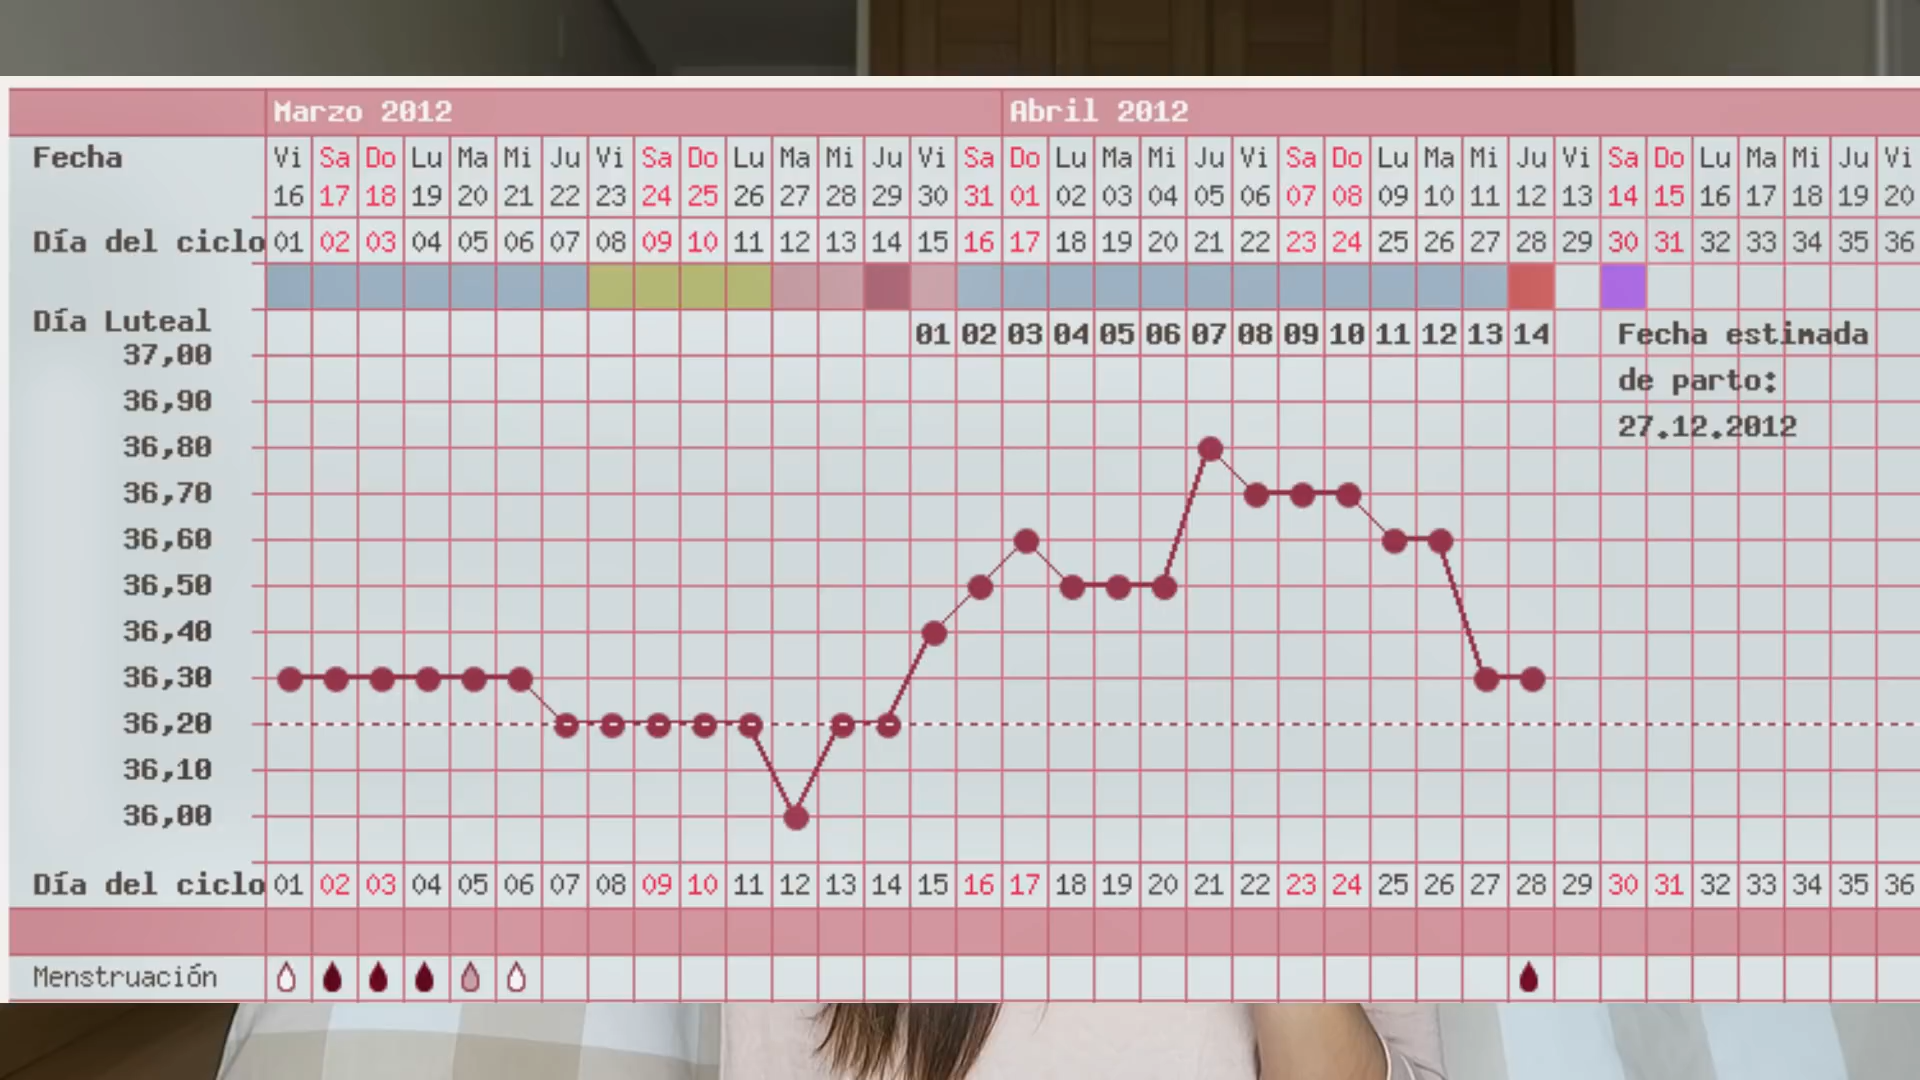 Marzo 2012 Abril 2012
Fecha Vi Sa Do Lu Ma Mi Ju Vi Sa Do Lu Ma Mi Ju Vi Sa Do Lu Ma Mi Ju Vi Sa Do Lu Ma Mi Ju Vi Sa Do Lu Ma Mi Ju Vi
16 17 18 19 20 21 22 23 24 25 26 27 28 29 30 31 01 02 03 04 05 06 07 08 09 10 11 12 13 14 15 16 17 18 19 20
Día del ciclo 01 02 03 04 05 06 07 08 09 10 11 12 13 14 15 16 17 18 19 20 21 22 23 24 25 26 27 28 29 30 31 32 33 34 35 36
Día Luteal 01 02 03 04 05 06 07 08 09 10 11 12 13 14 Fecha estimada
37,00
de parto:
36,90
27.12.2012
36,80
36,70
36,60
36,50
36,40
36,30
36,20
36,10
36,00
Día del ciclo 01 02 03 04 05 06 07 08 09 10 11 12 13 14 15 16 17 18 19 20 21 22 23 24 25 26 27 28 29 30 31 32 33 34 35 36
Menstruación